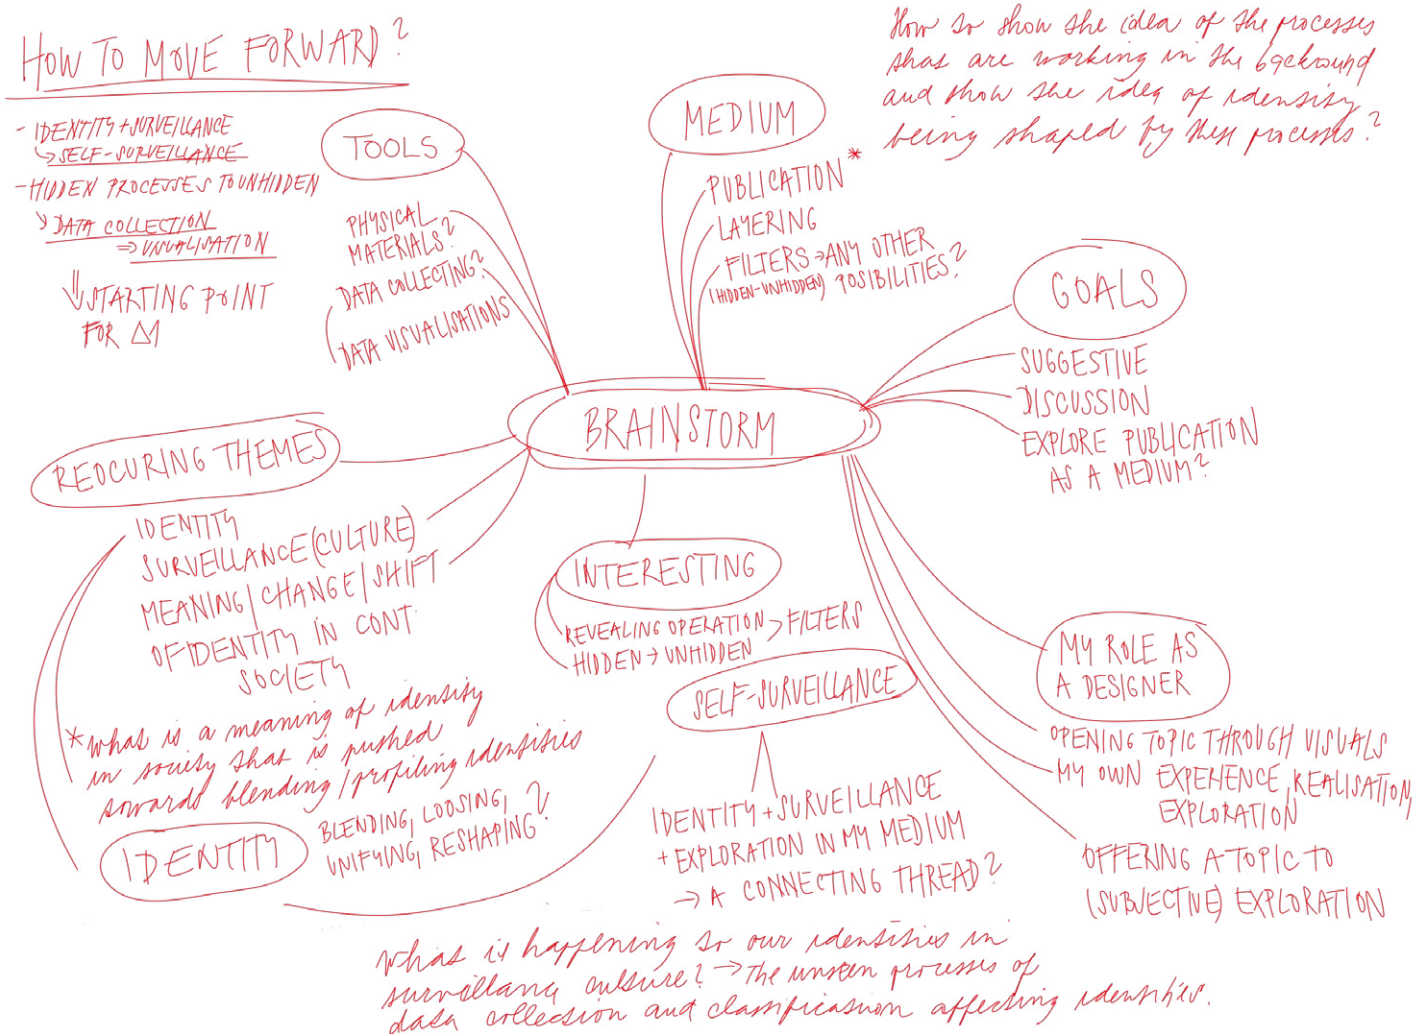 HOW TO MOVE FORWARD?
- IDENTITY + SURVEILLANCE
↳ SELF-SURVEILLANCE
- HIDDEN PROCESSES TO UNHIDDEN
↳ DATA COLLECTION
⇒ VISUALISATION
⇓ STARTING POINT
FOR Δ1
How to show the idea of the processes
that are working in the backround
and show the idea of identity
being shaped by these processes?
TOOLS
PHYSICAL
MATERIALS?
DATA COLLECTING?
DATA VISUALISATIONS
MEDIUM
PUBLICATION *
LAYERING
FILTERS → ANY OTHER
(HIDDEN-UNHIDDEN) POSIBILITIES?
GOALS
SUGGESTIVE
DISCUSSION
EXPLORE PUBLICATION
AS A MEDIUM?
BRAINSTORM
REOCURING THEMES
IDENTITY
SURVEILLANCE (CULTURE)
MEANING / CHANGE / SHIFT
OF IDENTITY IN CONT.
SOCIETY
* what is a meaning of identity
in society that is pushed
towards blending / profiling identities
IDENTITY
BLENDING, LOOSING,
UNIFYING, RESHAPING?
INTERESTING
REVEALING OPERATION > FILTERS
HIDDEN → UNHIDDEN
SELF-SURVEILLANCE
IDENTITY + SURVEILLANCE
+ EXPLORATION IN MY MEDIUM
→ A CONNECTING THREAD?
MY ROLE AS
A DESIGNER
OPENING TOPIC THROUGH VISUALS
MY OWN EXPERIENCE, REALISATION,
EXPLORATION
OFFERING A TOPIC TO
(SUBJECTIVE) EXPLORATION
what is happening to our identities in
surveillance culture? → The unseen processes of
data collection and classification affecting identities.